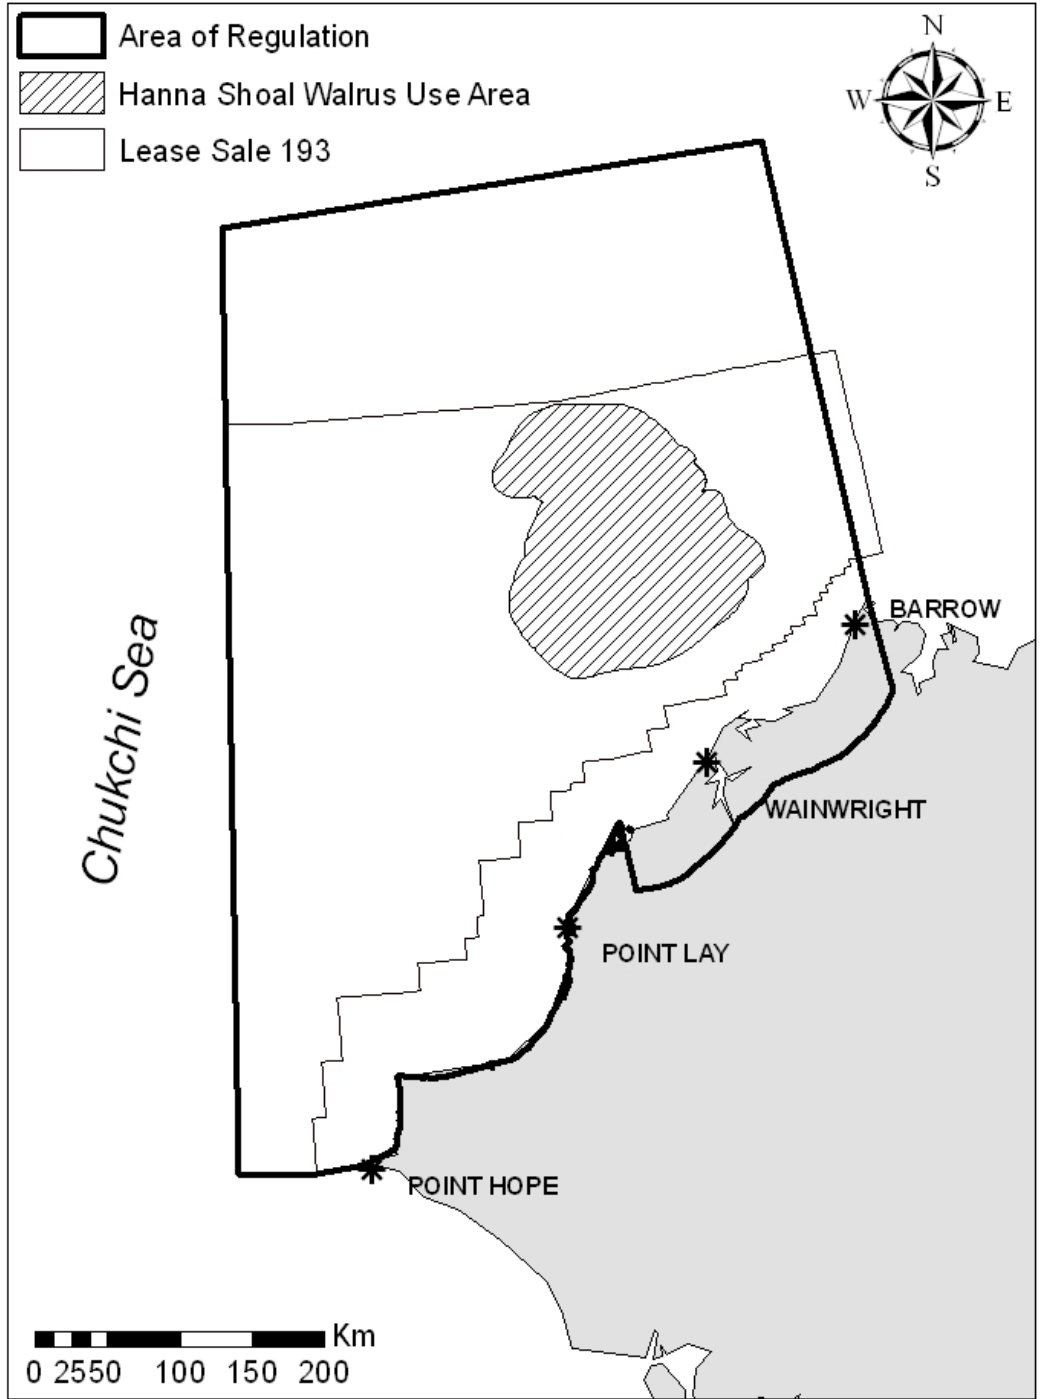 Area of Regulation
Hanna Shoal Walrus Use Area
Lease Sale 193
N
W E
S
Chukchi Sea
BARROW
WAINWRIGHT
POINT LAY
POINT HOPE
Km
0 2550 100 150 200